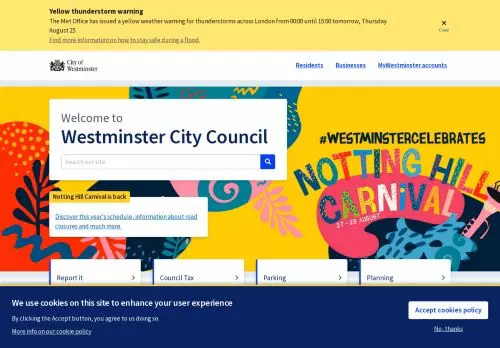 Yellow thunderstorm warning
The Met Office has issued a yellow weather warning for thunderstorms across London from 00:00 until 15:00 tomorrow, Thursday
August 25
Find more information on how to stay safe during a flood.
Close
City of
Westminster
Residents
Businesses
MyWestminster accounts
Welcome to
Westminster City Council
Search our site
#WESTMINSTERCELEBRATES
NOTTING HILL
CARNIVAL
27-29 AUGUST
Notting Hill Carnival is back
Discover this year's schedule, information about road
closures and much more.
Report it
Council Tax
Parking
Planning
We use cookies on this site to enhance your user experience
By clicking the Accept button, you agree to us doing so.
More info on our cookie policy
Accept cookies policy
No, thanks